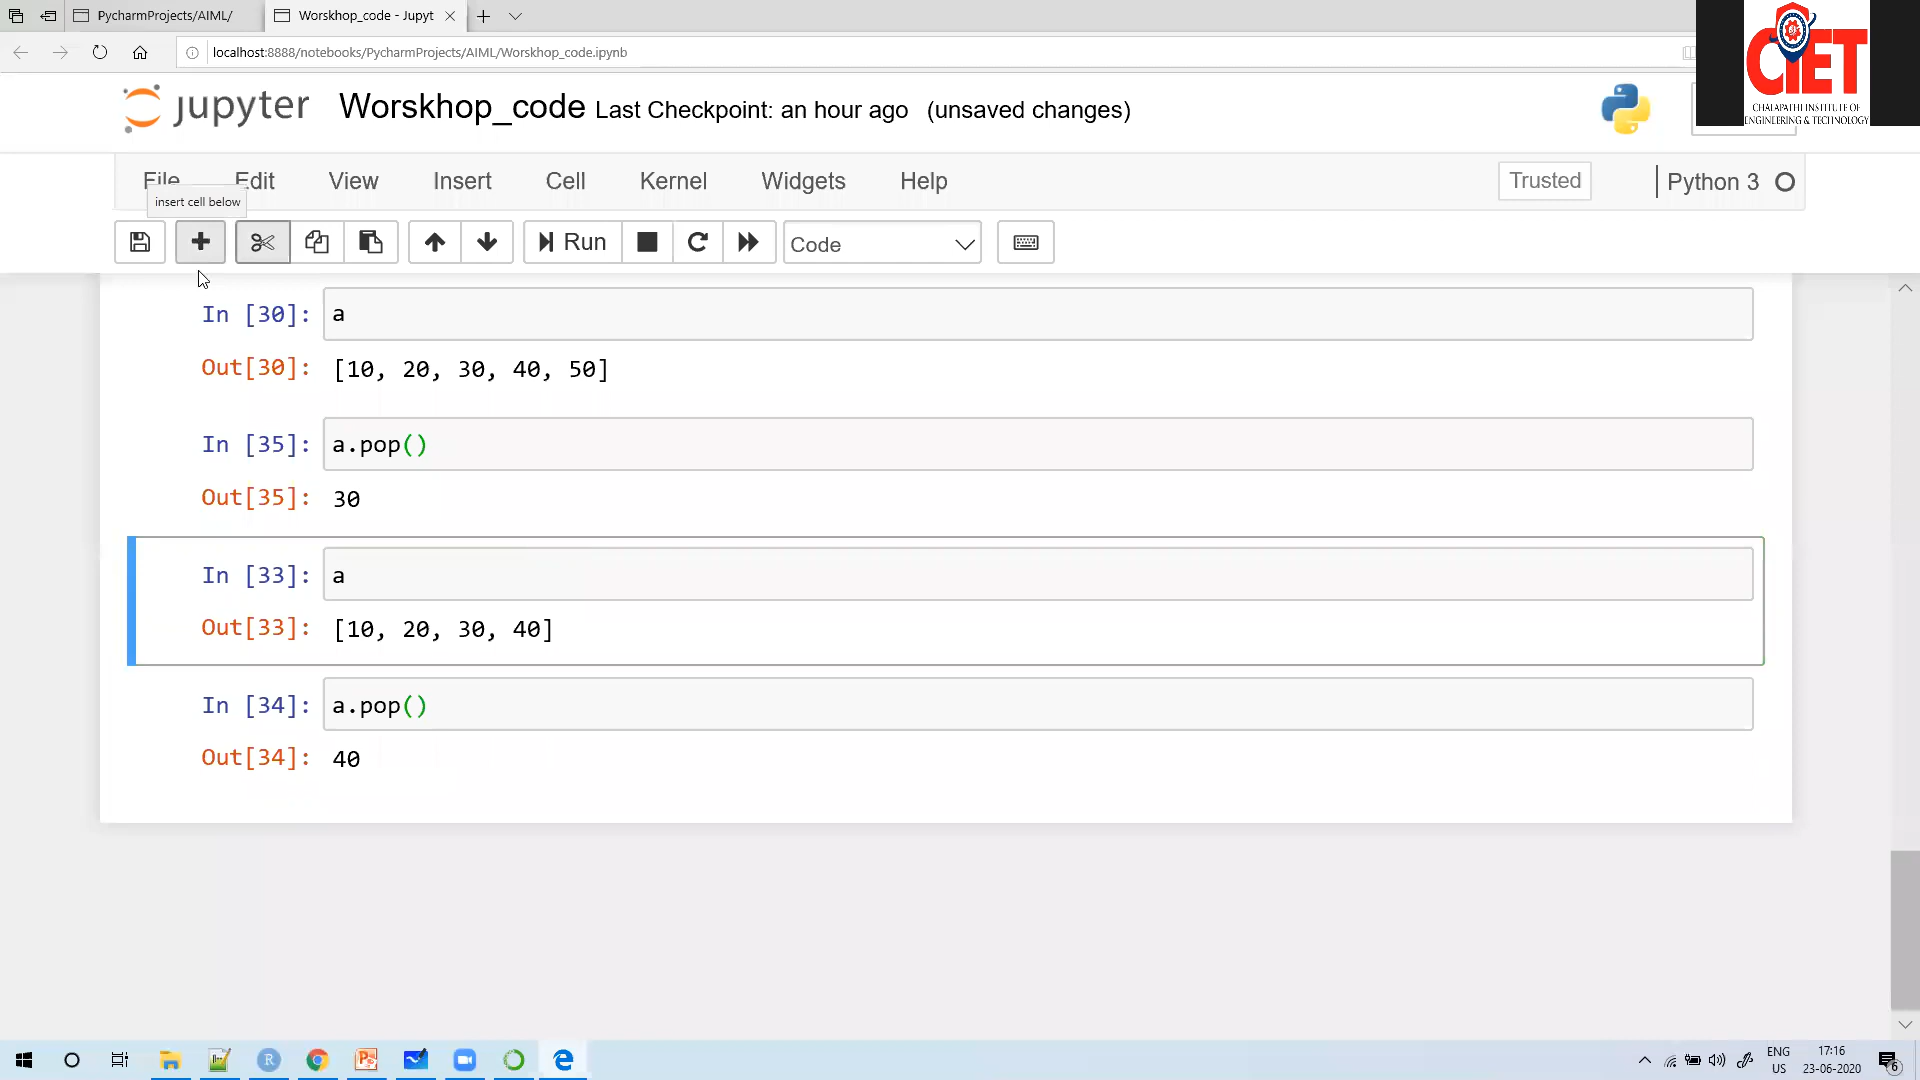 PycharmProjects/AIML/
Worskhop_code - Jupyt
localhost:8888/notebooks/PycharmProjects/AIML/Worskhop_code.ipynb
CIET
CHALAPATHI INSTITUTE OF
ENGINEERING & TECHNOLOGY
jupyter Worskhop_code Last Checkpoint: an hour ago (unsaved changes)
File Edit View Insert Cell Kernel Widgets Help
Trusted
Python 3
insert cell below
Run
Code
In [30]: a
Out[30]: [10, 20, 30, 40, 50]
In [35]: a.pop()
Out[35]: 30
In [33]: a
Out[33]: [10, 20, 30, 40]
In [34]: a.pop()
Out[34]: 40
ENG
US
17:16
23-06-2020
6